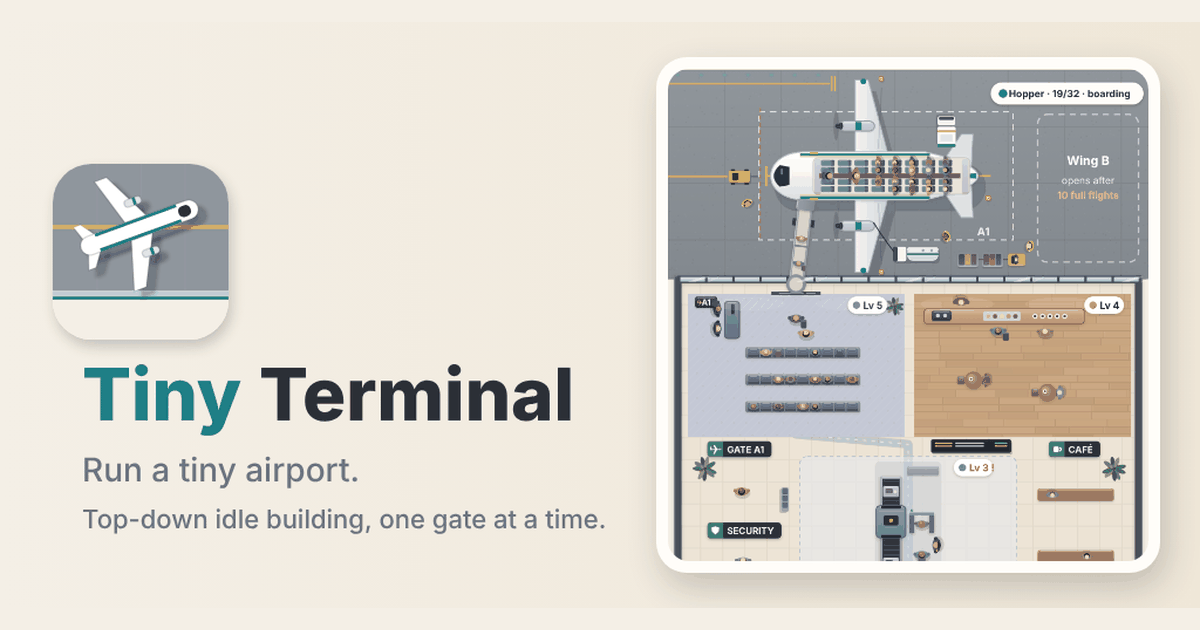 Tiny Terminal
Run a tiny airport.
Top-down idle building, one gate at a time.
Hopper · 19/32 · boarding
Wing B
opens after
10 full flights
A1
A1
Lv 5
Lv 4
GATE A1
CAFÉ
Lv 3 !
SECURITY